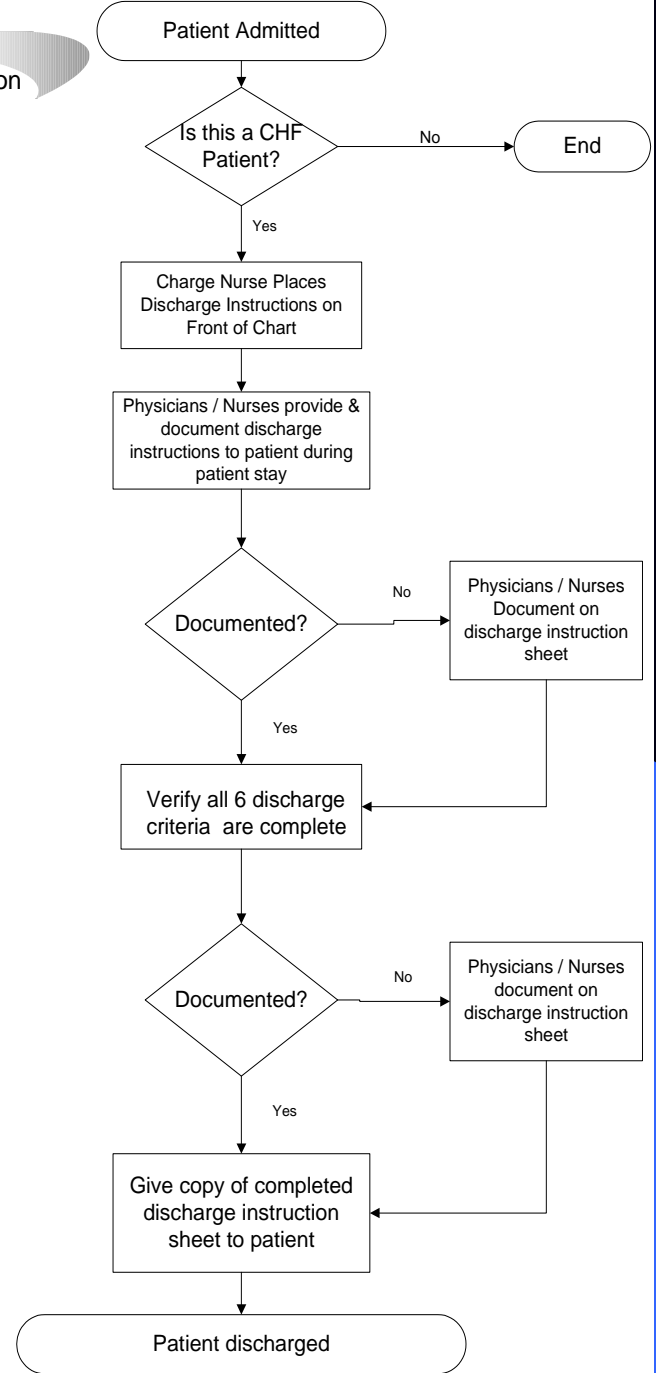 Patient Admitted
on
Is this a CHF
Patient?
No
End
Yes
Charge Nurse Places
Discharge Instructions on
Front of Chart
Physicians / Nurses provide &
document discharge
instructions to patient during
patient stay
Documented?
No
Physicians / Nurses
Document on
discharge instruction
sheet
Yes
Verify all 6 discharge
criteria are complete
Documented?
No
Physicians / Nurses
document on
discharge instruction
sheet
Yes
Give copy of completed
discharge instruction
sheet to patient
Patient discharged